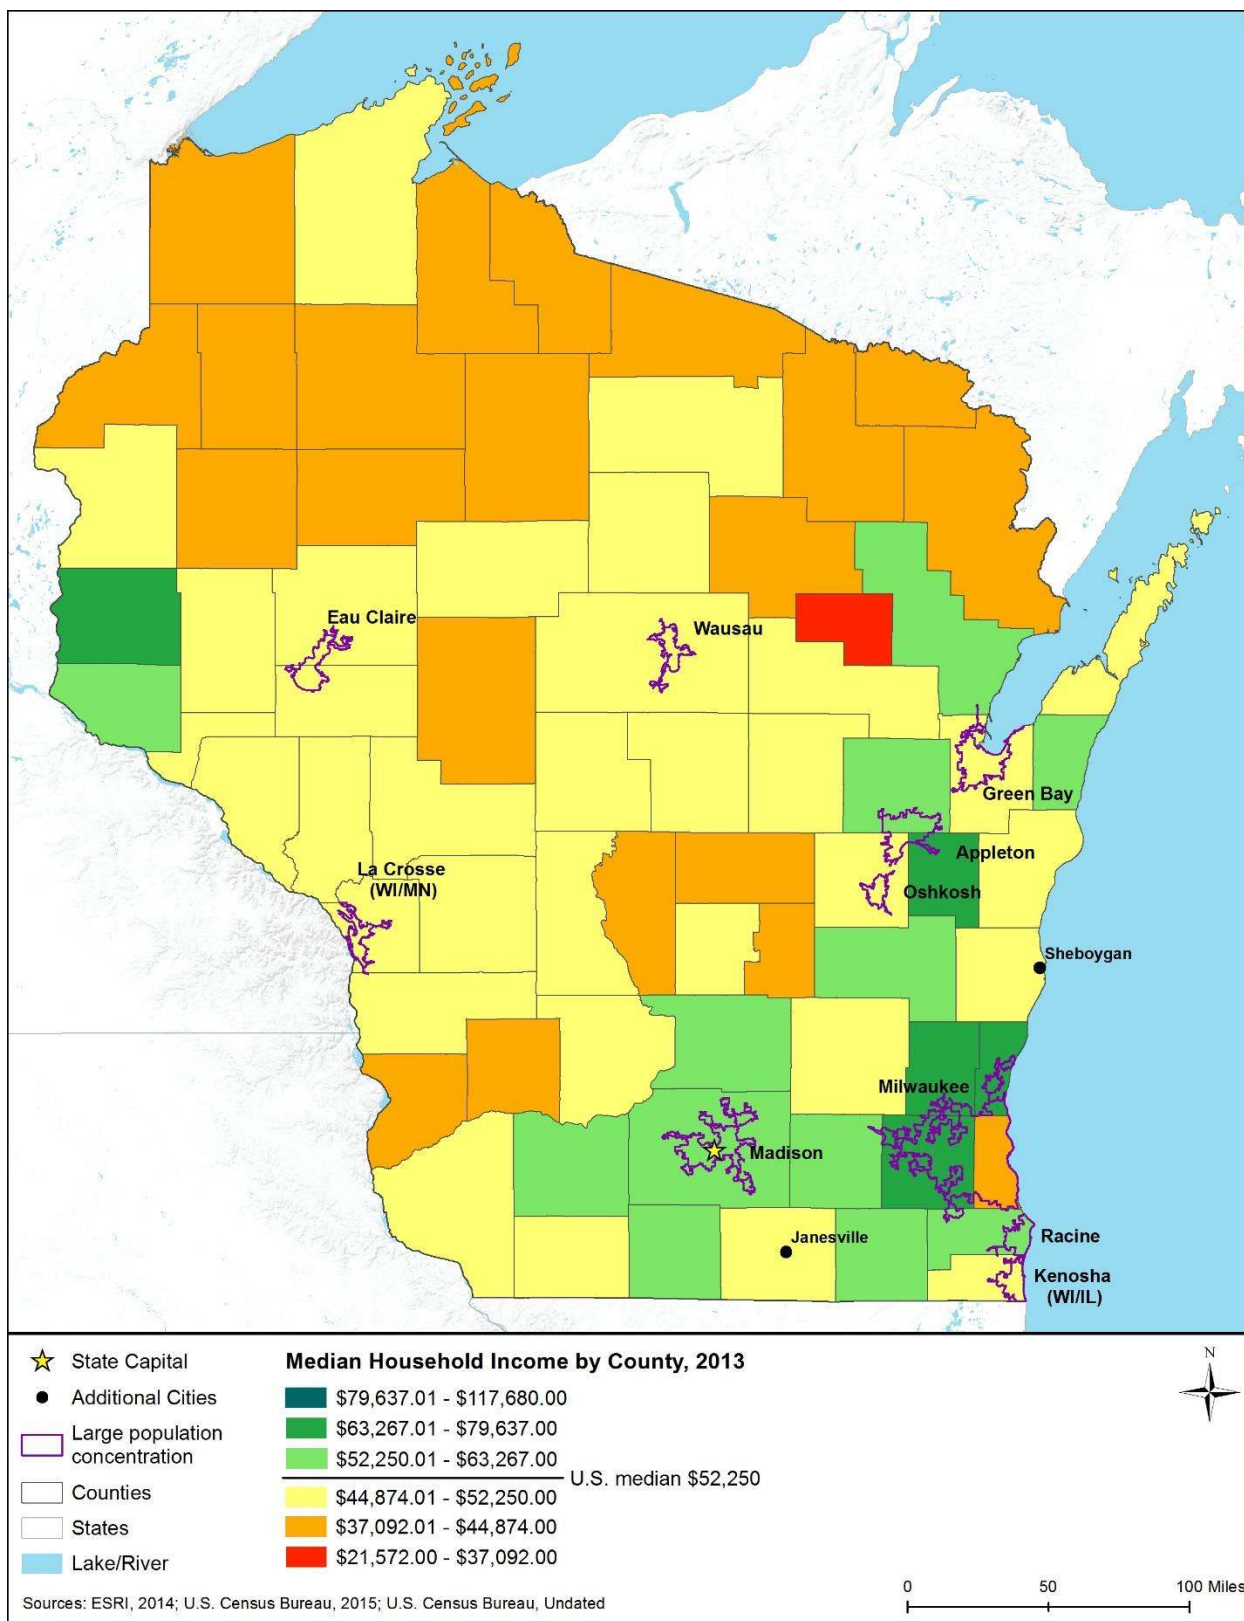 Eau Claire
Wausau
Green Bay
La Crosse
(WI/MN)
Appleton
Oshkosh
Sheboygan
Milwaukee
Madison
Janesville
Racine
Kenosha
(WI/IL)
State Capital
Additional Cities
Large population
concentration
Counties
States
Lake/River
Median Household Income by County, 2013
$79,637.01 - $117,680.00
$63,267.01 - $79,637.00
$52,250.01 - $63,267.00
U.S. median $52,250
$44,874.01 - $52,250.00
$37,092.01 - $44,874.00
$21,572.00 - $37,092.00
N
0 50 100 Miles
Sources: ESRI, 2014; U.S. Census Bureau, 2015; U.S. Census Bureau, Undated